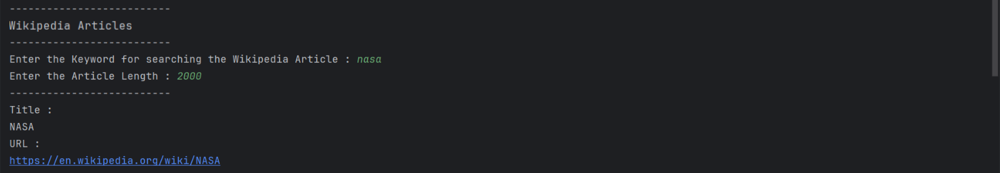 --------------------------
Wikipedia Articles
--------------------------
Enter the Keyword for searching the Wikipedia Article : nasa
Enter the Article Length : 2000
--------------------------
Title :
NASA
URL :
https://en.wikipedia.org/wiki/NASA